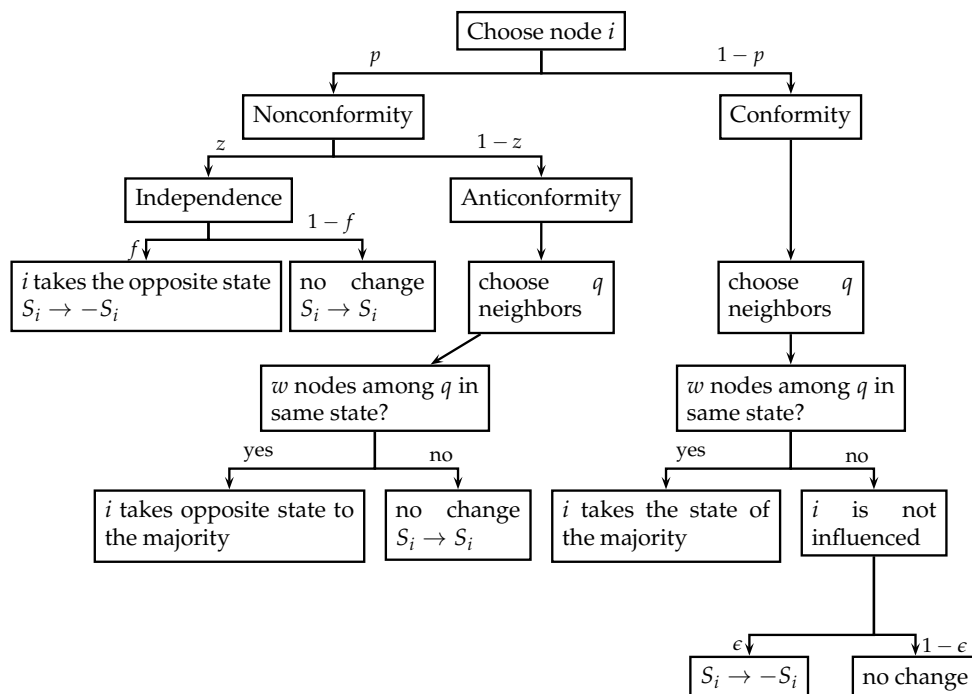 Choose node i
p
1 − p
Nonconformity
Conformity
z
1 − z
Independence
Anticonformity
f
1 − f
i takes the opposite state
S_i → −S_i
no change
S_i → S_i
choose q
neighbors
choose q
neighbors
w nodes among q in
same state?
w nodes among q in
same state?
yes
no
yes
no
i takes opposite state to
the majority
no change
S_i → S_i
i takes the state of
the majority
i is not
influenced
ϵ
1 − ϵ
S_i → −S_i
no change